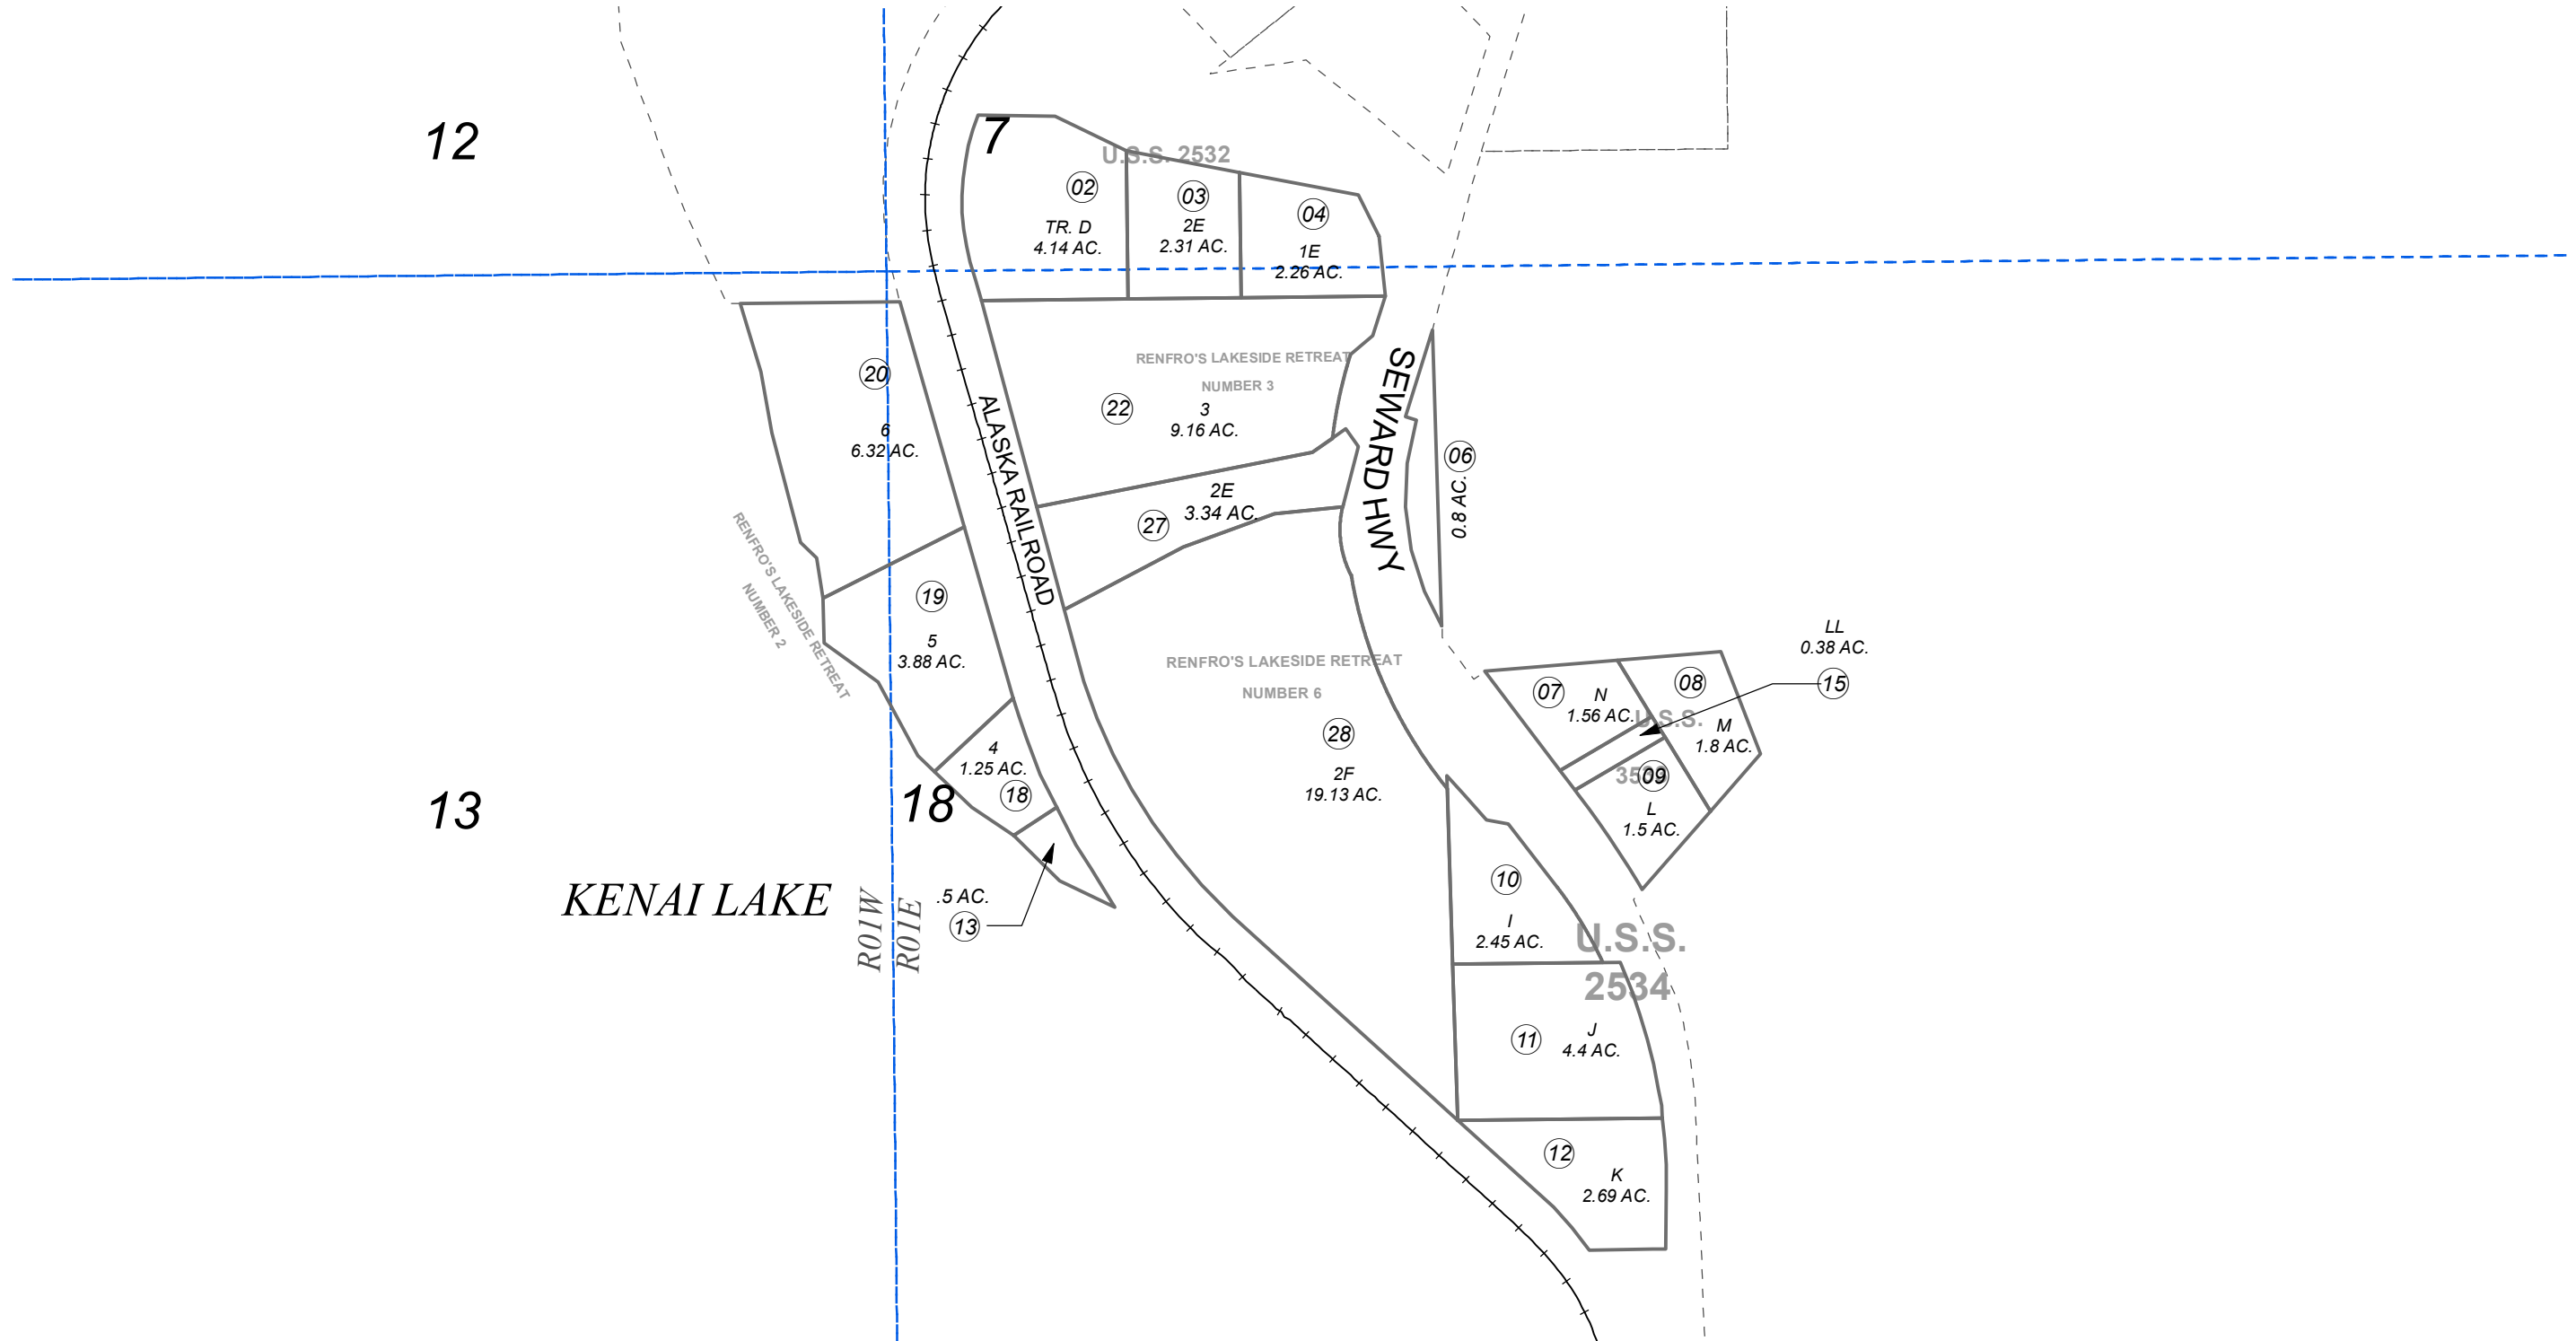 12
7
U.S.S. 2532
02
TR. D
4.14 AC.
03
2E
2.31 AC.
04
1E
2.26 AC.
20
6
6.32 AC.
RENFRO'S LAKESIDE RETREAT
NUMBER 3
22
3
9.16 AC.
ALASKA RAILROAD
SEWARD HWY
06
0.8 AC.
2E
3.34 AC.
27
RENFRO'S LAKESIDE RETREAT
NUMBER 2
19
5
3.88 AC.
RENFRO'S LAKESIDE RETREAT
NUMBER 6
28
2F
19.13 AC.
LL
0.38 AC.
15
07
N
1.56 AC.
08
U.S.S.
M
1.8 AC.
09
L
1.5 AC.
4
1.25 AC.
18
13
18
KENAI LAKE
R01W
R01E
.5 AC.
13
10
I
2.45 AC.
U.S.S.
2534
11
J
4.4 AC.
12
K
2.69 AC.